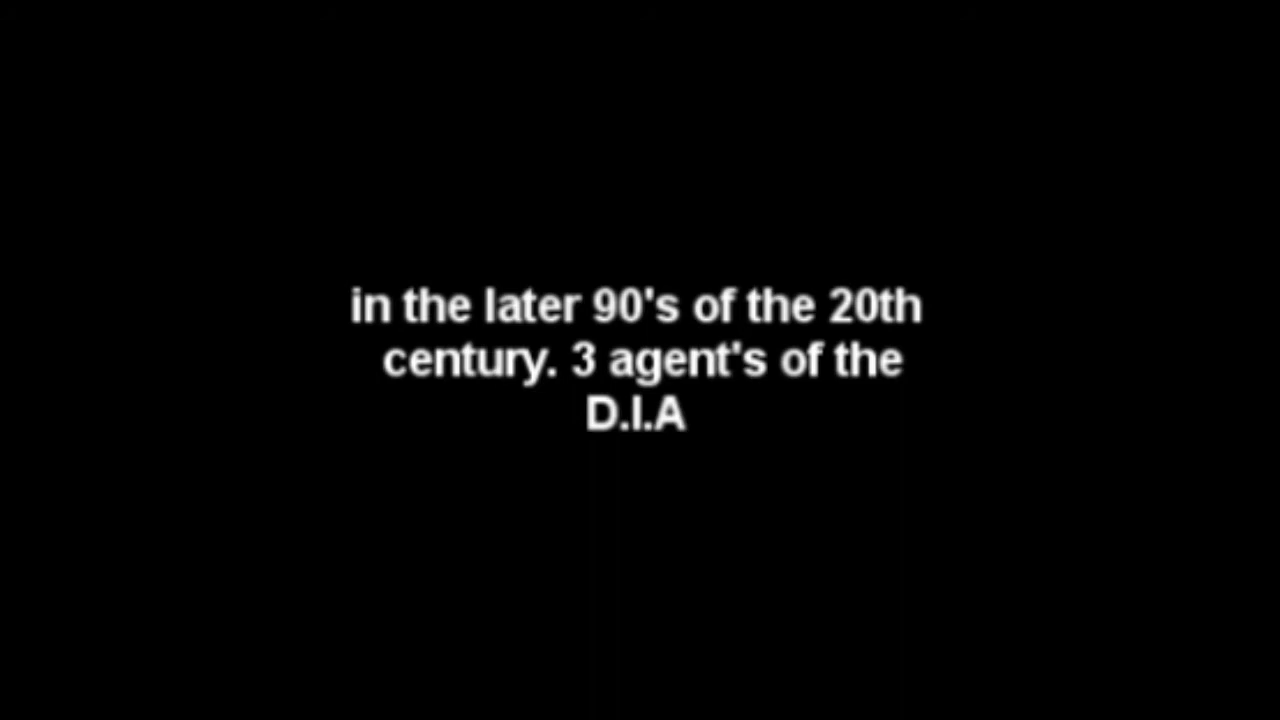 in the later 90's of the 20th
century. 3 agent's of the
D.I.A